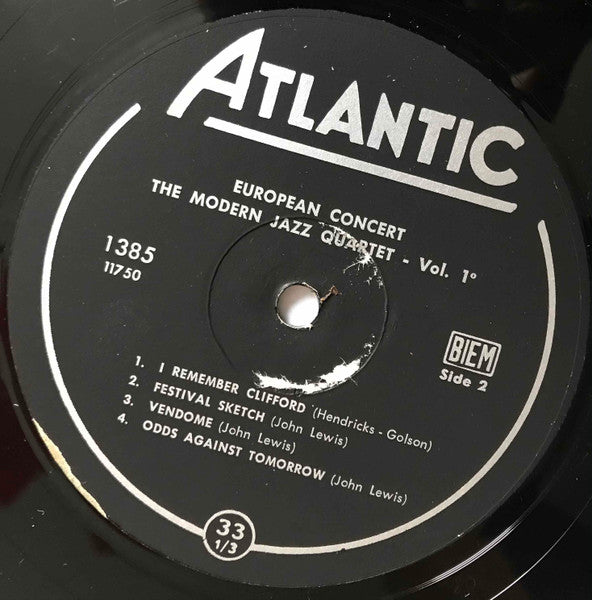 ATLANTIC
EUROPEAN CONCERT
THE MODERN JAZZ QUARTET - Vol. 1°
1385
11750
BIEM
Side 2
1. I REMEMBER CLIFFORD (Hendricks - Golson)
2. FESTIVAL SKETCH (John Lewis)
3. VENDOME (John Lewis)
4. ODDS AGAINST TOMORROW (John Lewis)
33
1/3